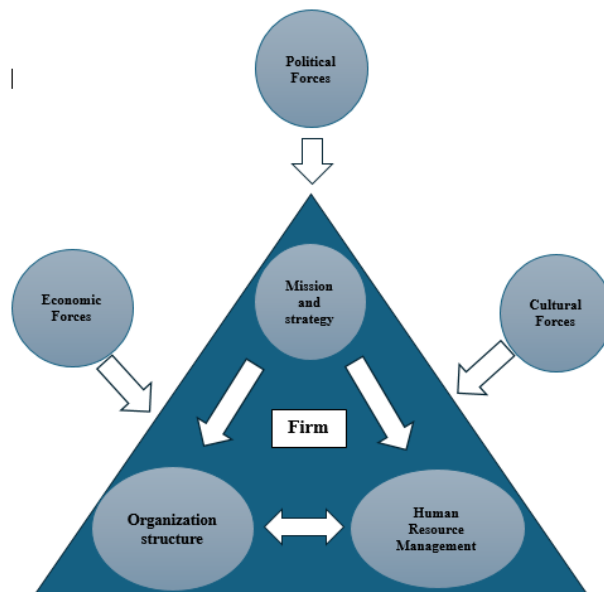 Political
Forces
Mission
and
strategy
Economic
Forces
Cultural
Forces
Firm
Organization
structure
Human
Resource
Management